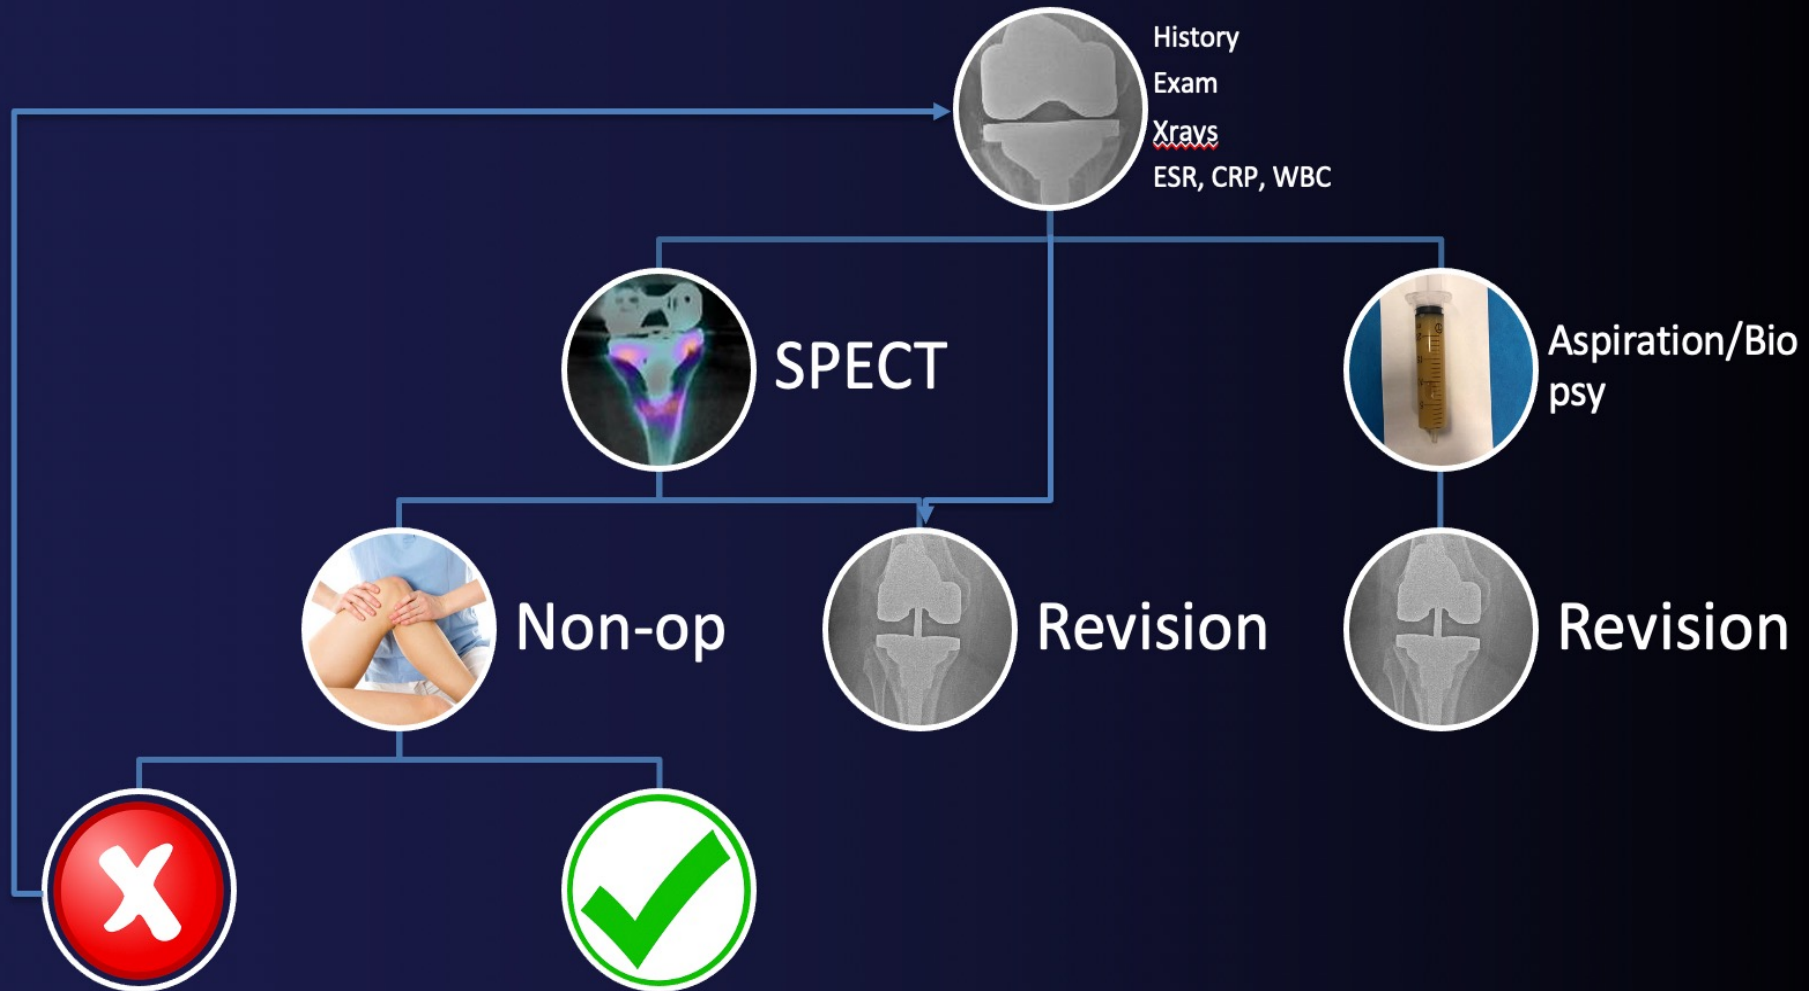 History
Exam
Xrays
ESR, CRP, WBC
SPECT
Aspiration/Bio
psy
Non-op
Revision
Revision